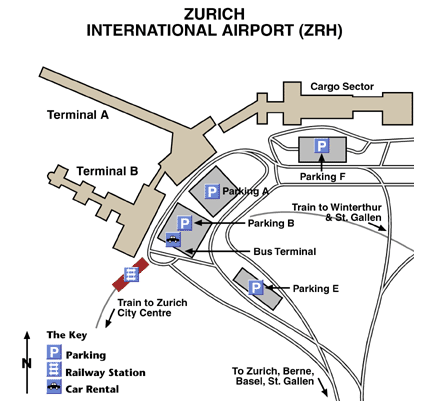 ZURICH
INTERNATIONAL AIRPORT (ZRH)
Cargo Sector
Terminal A
P
Parking F
Terminal B
P
Parking A
Train to Winterthur
& St. Gallen
P
Parking B
Bus Terminal
P
Parking E
Train to Zurich
City Centre
The Key
P Parking
Railway Station
Car Rental
N
To Zurich, Berne,
Basel, St. Gallen